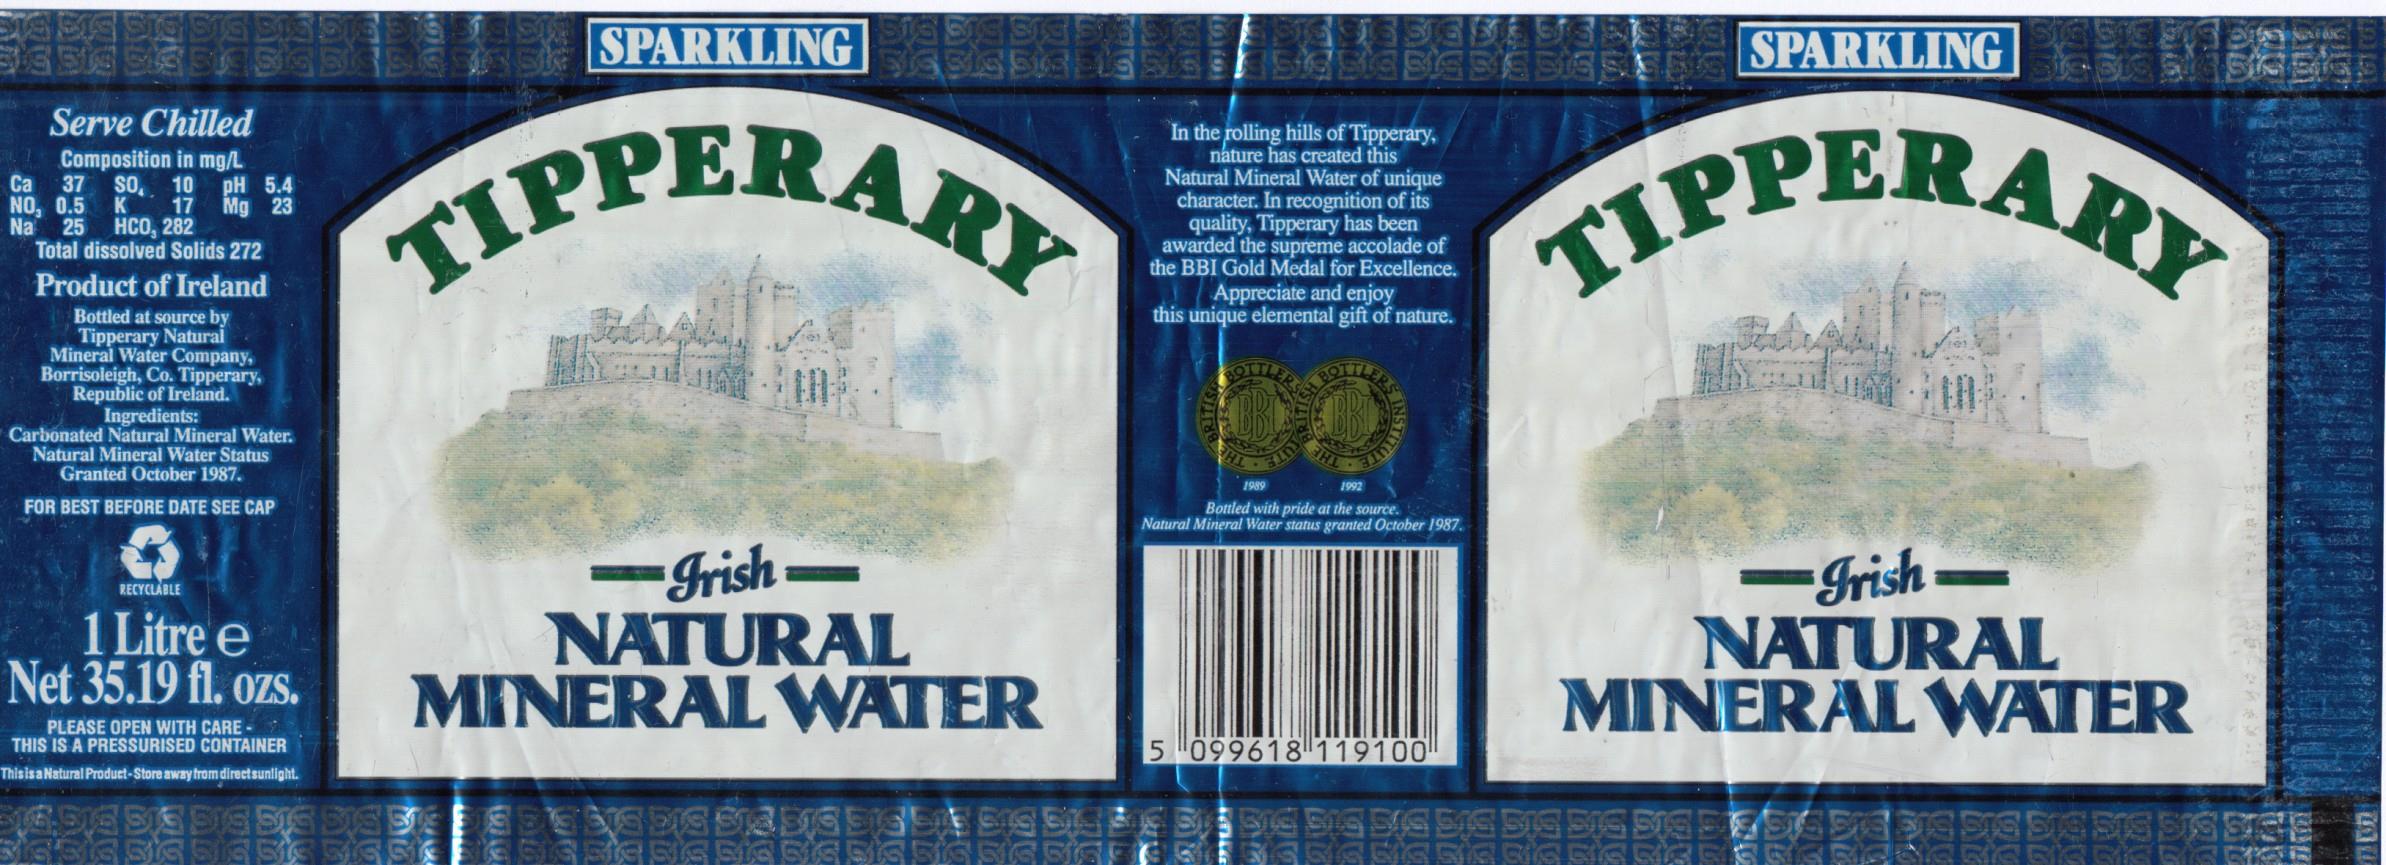 SPARKLING
SPARKLING
Serve Chilled
Composition in mg/L
Ca 37 SO₄ 10 pH 5.4
NO₃ 0.5 K 17 Mg 23
Na 25 HCO₃ 282
Total dissolved Solids 272
Product of Ireland
Bottled at source by
Tipperary Natural
Mineral Water Company,
Borrisoleigh, Co. Tipperary,
Republic of Ireland.
Ingredients:
Carbonated Natural Mineral Water.
Natural Mineral Water Status
Granted October 1987.
FOR BEST BEFORE DATE SEE CAP
RECYCLABLE
1 Litre ℮
Net 35.19 fl. ozs.
PLEASE OPEN WITH CARE -
THIS IS A PRESSURISED CONTAINER
This is a Natural Product - Store away from direct sunlight.
TIPPERARY
Irish
NATURAL
MINERAL WATER
In the rolling hills of Tipperary,
nature has created this
Natural Mineral Water of unique
character. In recognition of its
quality, Tipperary has been
awarded the supreme accolade of
the BBI Gold Medal for Excellence.
Appreciate and enjoy
this unique elemental gift of nature.
THE BRITISH BOTTLERS INSTITUTE
BBI
THE BRITISH BOTTLERS INSTITUTE
BBI
1989 1992
Bottled with pride at the source.
Natural Mineral Water status granted October 1987.
5 099618 119100
TIPPERARY
Irish
NATURAL
MINERAL WATER